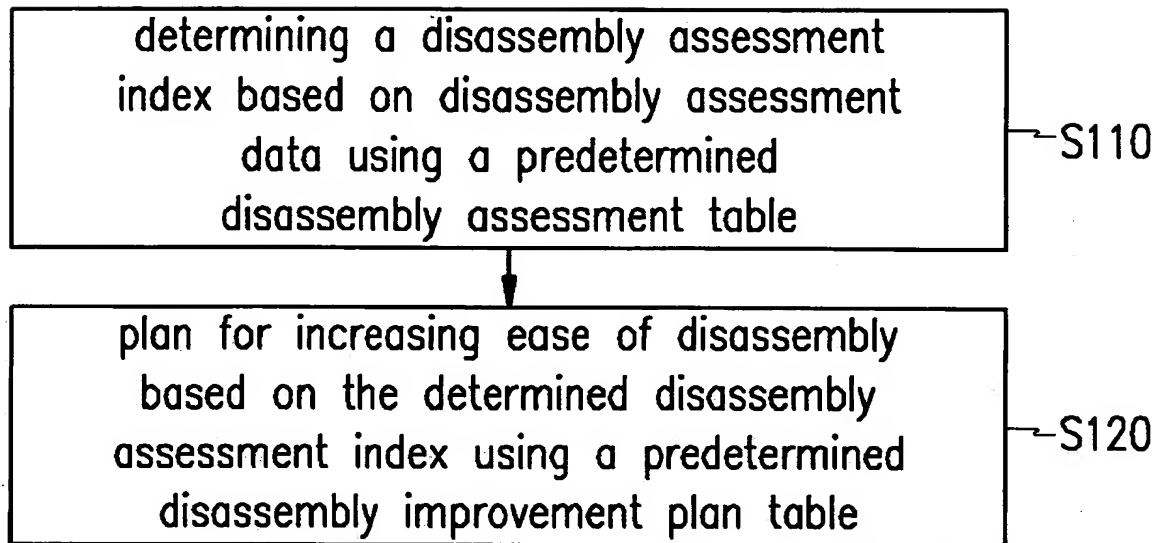 determining a disassembly assessment
index based on disassembly assessment
data using a predetermined
disassembly assessment table
S110
plan for increasing ease of disassembly
based on the determined disassembly
assessment index using a predetermined
disassembly improvement plan table
S120